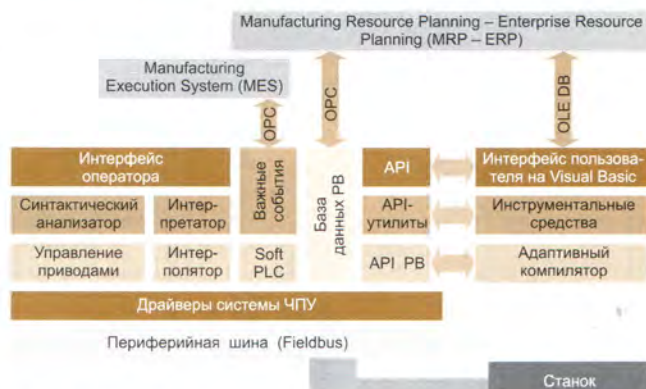 Manufacturing Resource Planning – Enterprise Resource
Planning (MRP – ERP)
Manufacturing
Execution System (MES)
OPC
OPC
OLE DB
Интерфейс
оператора
Важные
события
База
данных РВ
API
Интерфейс пользова-
теля на Visual Basic
Синтактический
анализатор
Интер-
претатор
API-
утилиты
Инструментальные
средства
Управление
приводами
Интер-
полятор
Soft
PLC
API РВ
Адаптивный
компилятор
Драйверы системы ЧПУ
Периферийная шина (Fieldbus)
Станок